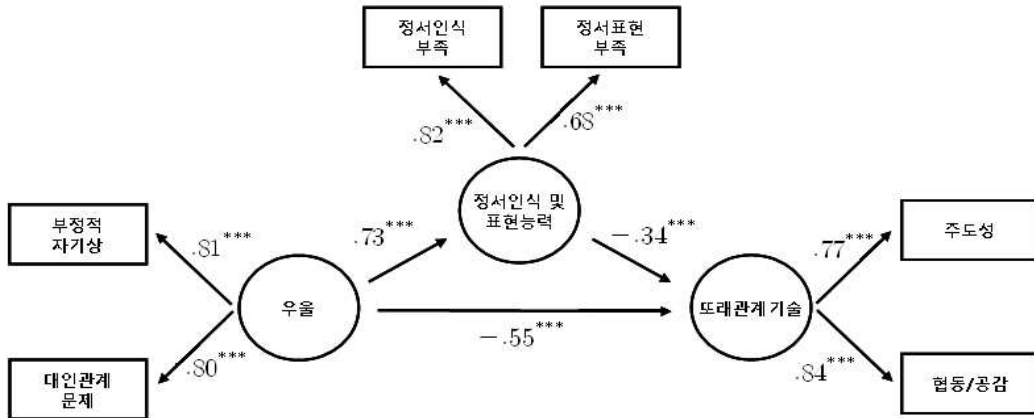 정서인식
부족
정서표현
부족
.82***
.68***
정서인식 및
표현능력
부정적
자기상
.81***
.73***
-.34***
.77***
주도성
우울
또래관계 기술
-.55***
대인관계
문제
.80***
.84***
협동/공감